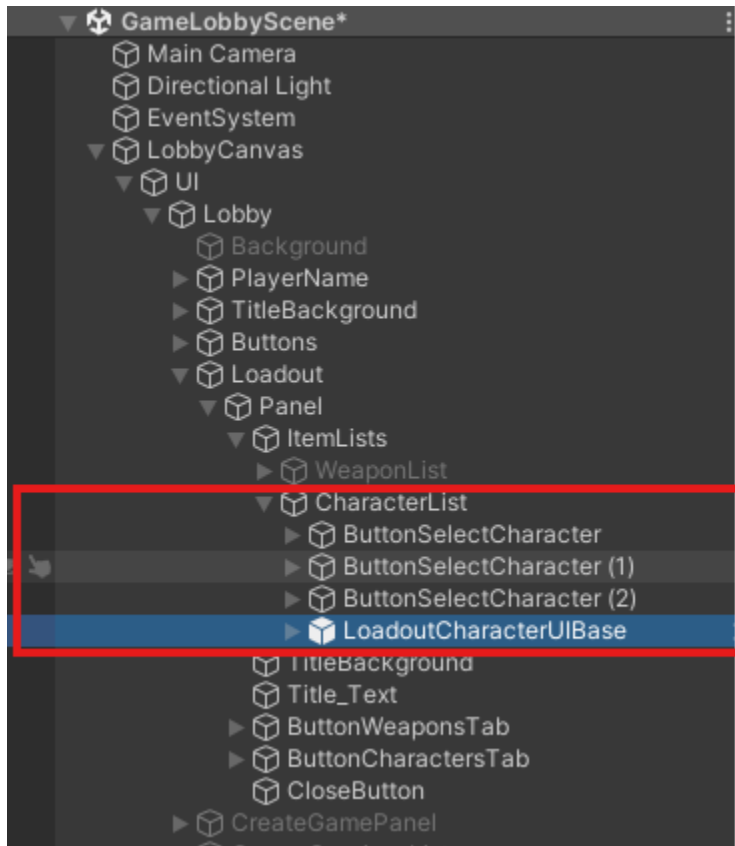 GameLobbyScene*
Main Camera
Directional Light
EventSystem
LobbyCanvas
UI
Lobby
Background
PlayerName
TitleBackground
Buttons
Loadout
Panel
ItemLists
WeaponList
CharacterList
ButtonSelectCharacter
ButtonSelectCharacter (1)
ButtonSelectCharacter (2)
LoadoutCharacterUIBase
TitleBackground
Title_Text
ButtonWeaponsTab
ButtonCharactersTab
CloseButton
CreateGamePanel